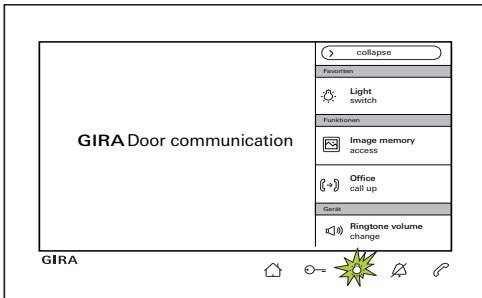 collapse
Favoriten
Light
switch
Funktionen
GIRA Door communication
Image memory
access
Office
call up
Gerät
Ringtone volume
change
GIRA